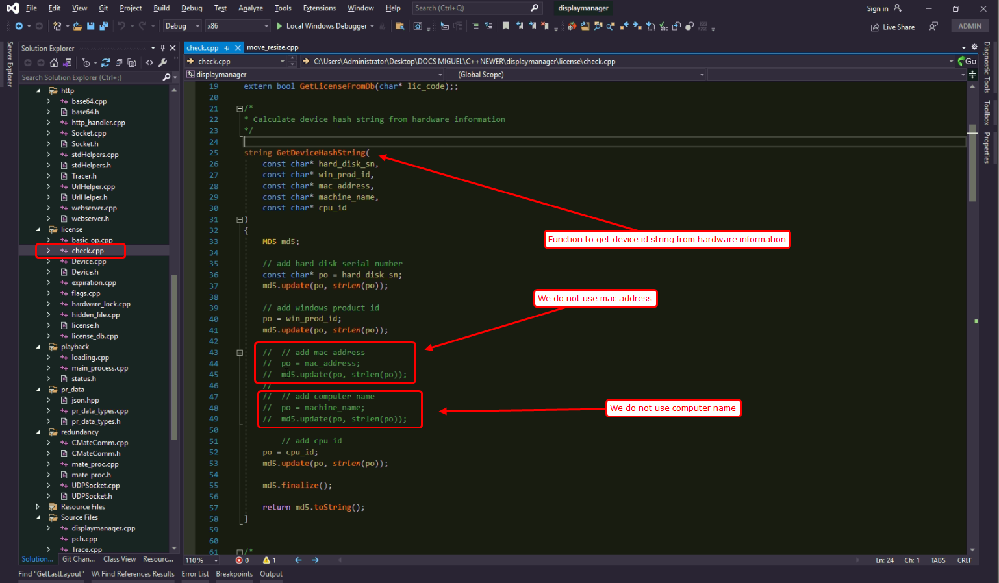 File Edit View Git Project Build Debug Test Analyze Tools Extensions Window Help Search (Ctrl+Q) displaymanager Sign in
Debug x86 Local Windows Debugger Live Share ADMIN
Server Explorer
Solution Explorer
Search Solution Explorer (Ctrl+;)
http
base64.cpp
base64.h
http_handler.cpp
Socket.cpp
Socket.h
stdHelpers.cpp
stdHelpers.h
Tracer.h
UrlHelper.cpp
UrlHelper.h
webserver.cpp
webserver.h
license
basic_op.cpp
check.cpp
Device.cpp
Device.h
expiration.cpp
flags.cpp
hardware_lock.cpp
hidden_file.cpp
license.h
license_db.cpp
playback
loading.cpp
main_process.cpp
status.h
pr_data
json.hpp
pr_data_types.cpp
pr_data_types.h
redundancy
CMateComm.cpp
CMateComm.h
mate_proc.cpp
mate_proc.h
UDPSocket.cpp
UDPSocket.h
Resource Files
Source Files
displaymanager.cpp
pch.cpp
Trace.cpp
Solution... Git Chan... Class View Resourc...
check.cpp move_resize.cpp
check.cpp C:\Users\Administrator\Desktop\DOCS MIGUEL\C++NEWER\displaymanager\license\check.cpp Go
displaymanager (Global Scope)
19 extern bool GetLicenseFromDb(char* lic_code);;
20
21 /*
22 * Calculate device hash string from hardware information
23 */
24
25 string GetDeviceHashString(
26 const char* hard_disk_sn,
27 const char* win_prod_id,
28 const char* mac_address,
29 const char* machine_name,
30 const char* cpu_id
31 )
32 {
33 MD5 md5;
34
35 // add hard disk serial number
36 const char* po = hard_disk_sn;
37 md5.update(po, strlen(po));
38
39 // add windows product id
40 po = win_prod_id;
41 md5.update(po, strlen(po));
42
43 // // add mac address
44 // po = mac_address;
45 // md5.update(po, strlen(po));
46 //
47 // // add computer name
48 // po = machine_name;
49 // md5.update(po, strlen(po));
50
51 // add cpu id
52 po = cpu_id;
53 md5.update(po, strlen(po));
54
55 md5.finalize();
56
57 return md5.toString();
58 }
59
60
61 /*
Function to get device id string from hardware information
We do not use mac address
We do not use computer name
110 % 0 1 Ln: 24 Ch: 1 TABS CRLF
Diagnostic Tools
Toolbox
Properties
Find "GetLastLayout" VA Find References Results Error List Breakpoints Output